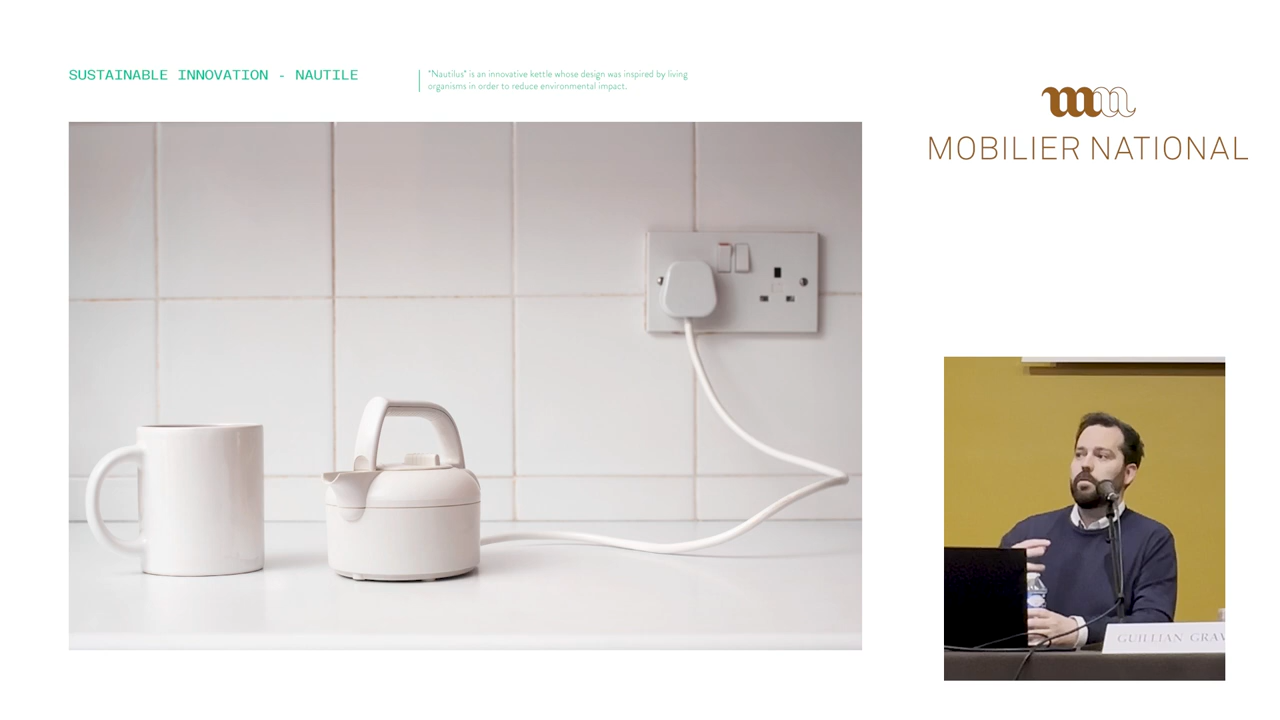 SUSTAINABLE INNOVATION - NAUTILE
"Nautilus" is an innovative kettle whose design was inspired by living
organisms in order to reduce environmental impact.
mm
MOBILIER NATIONAL
GUILLIAN GRAV